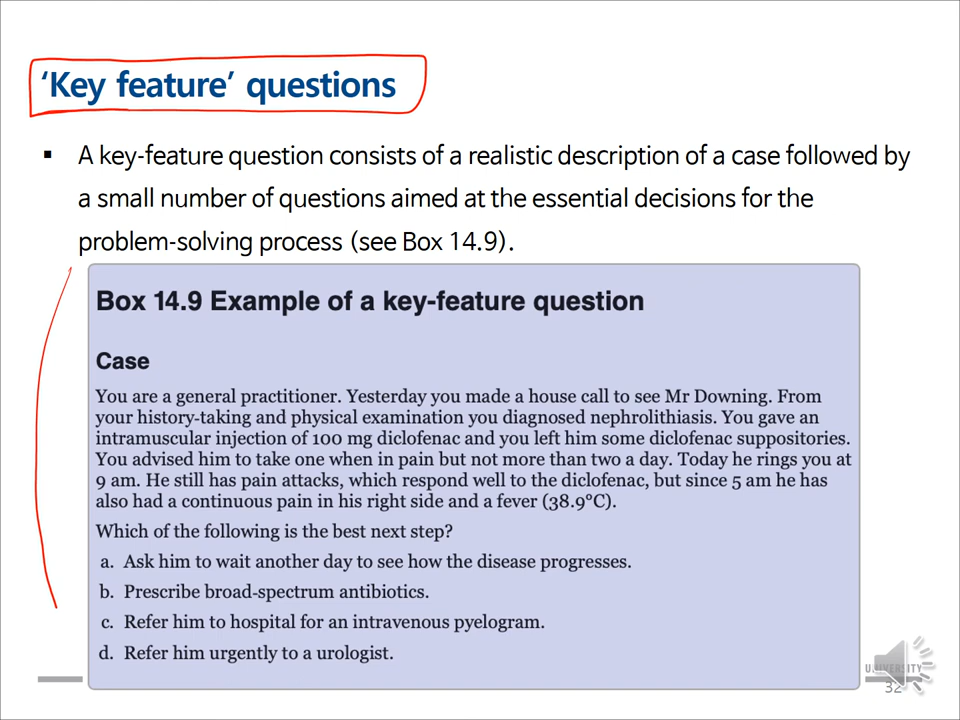 ‘Key feature’ questions
▪ A key-feature question consists of a realistic description of a case followed by
a small number of questions aimed at the essential decisions for the
problem-solving process (see Box 14.9).
Box 14.9 Example of a key-feature question
Case
You are a general practitioner. Yesterday you made a house call to see Mr Downing. From
your history-taking and physical examination you diagnosed nephrolithiasis. You gave an
intramuscular injection of 100 mg diclofenac and you left him some diclofenac suppositories.
You advised him to take one when in pain but not more than two a day. Today he rings you at
9 am. He still has pain attacks, which respond well to the diclofenac, but since 5 am he has
also had a continuous pain in his right side and a fever (38.9°C).
Which of the following is the best next step?
a. Ask him to wait another day to see how the disease progresses.
b. Prescribe broad-spectrum antibiotics.
c. Refer him to hospital for an intravenous pyelogram.
d. Refer him urgently to a urologist.
UNIVERSITY
32